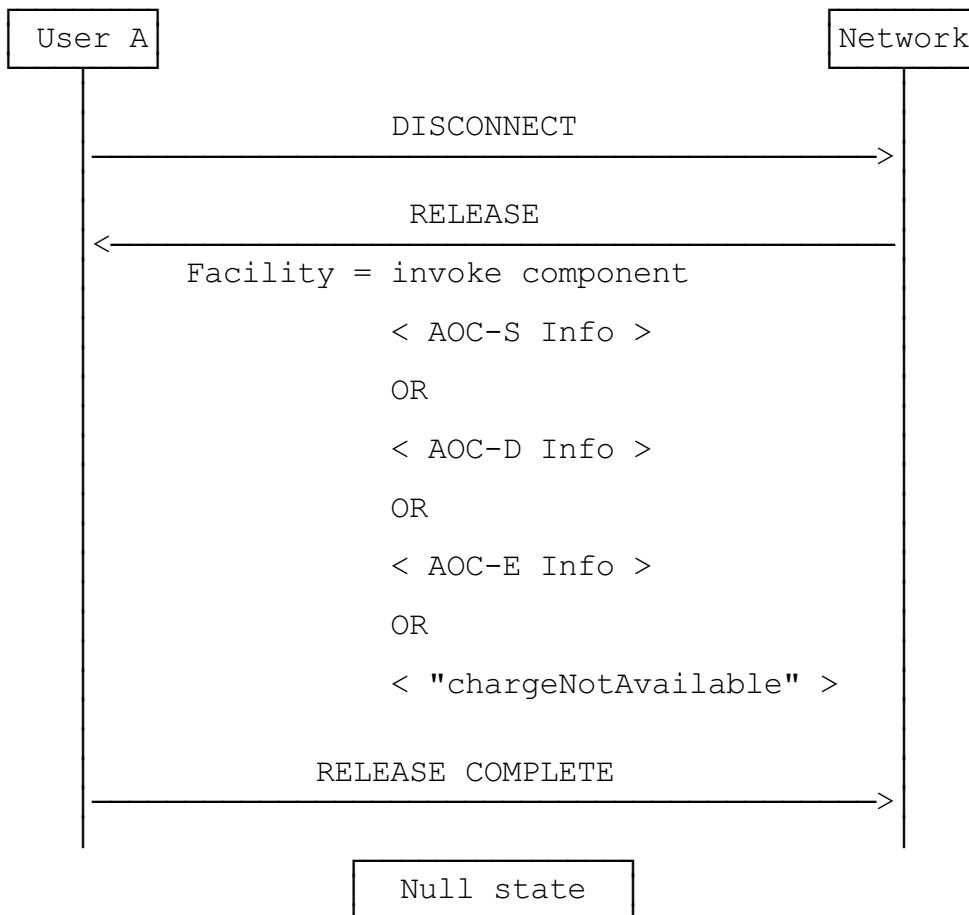 User A
Network
DISCONNECT
RELEASE
Facility = invoke component
< AOC-S Info >
OR
< AOC-D Info >
OR
< AOC-E Info >
OR
< "chargeNotAvailable" >
RELEASE COMPLETE
Null state